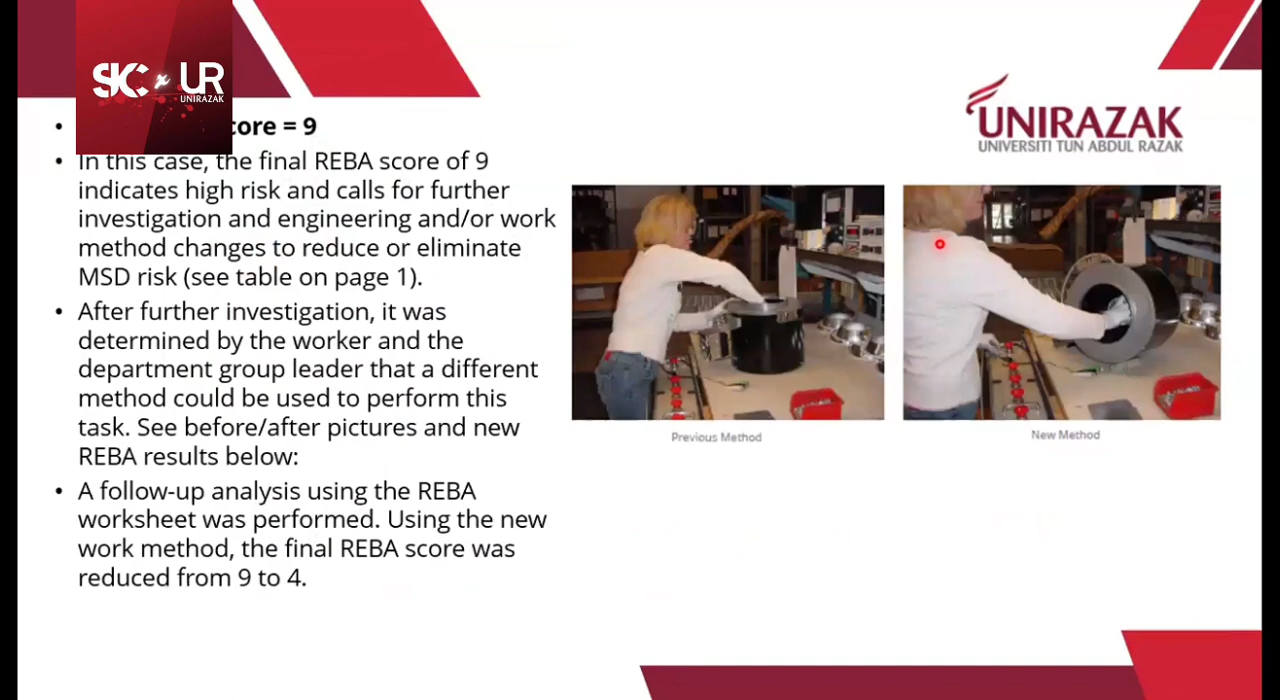 SIC x UR
UNIRAZAK
UNIRAZAK
UNIVERSITI TUN ABDUL RAZAK
• core = 9
• In this case, the final REBA score of 9
indicates high risk and calls for further
investigation and engineering and/or work
method changes to reduce or eliminate
MSD risk (see table on page 1).
• After further investigation, it was
determined by the worker and the
department group leader that a different
method could be used to perform this
task. See before/after pictures and new
REBA results below:
• A follow-up analysis using the REBA
worksheet was performed. Using the new
work method, the final REBA score was
reduced from 9 to 4.
Previous Method
New Method